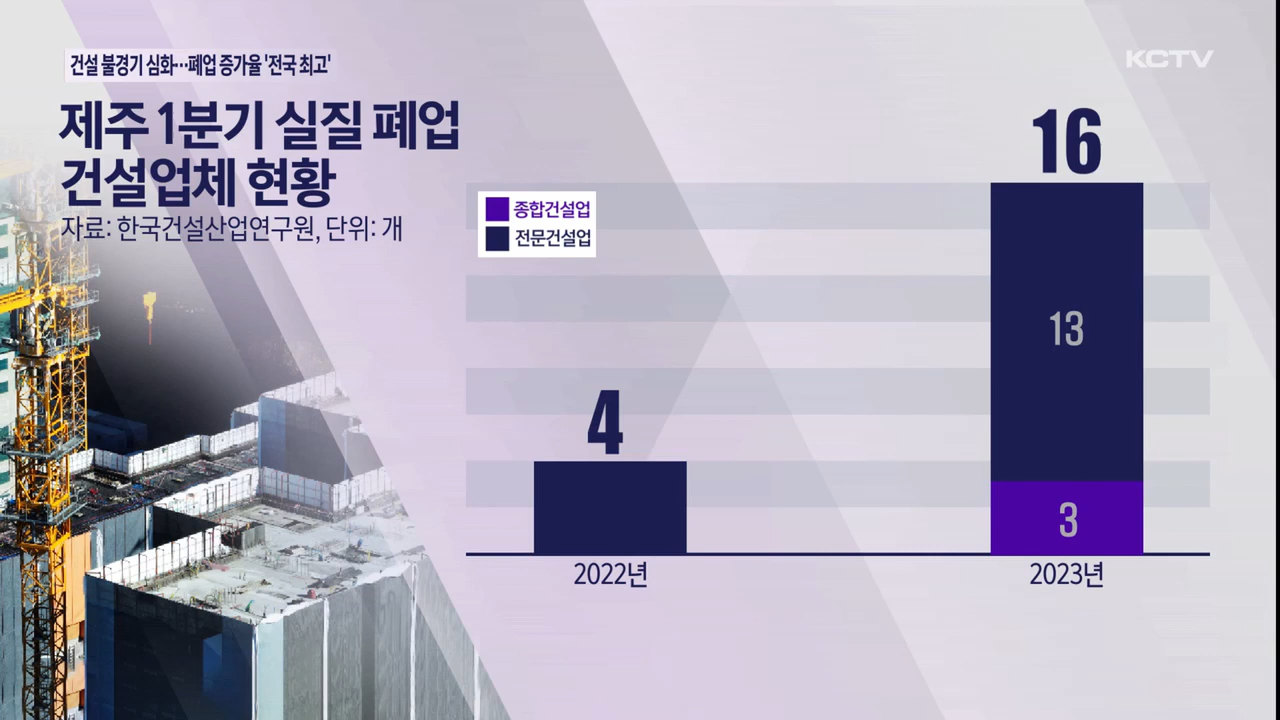 건설 불경기 심화…폐업 증가율 '전국 최고'
KCTV
제주 1분기 실질 폐업
건설업체 현황
자료: 한국건설산업연구원, 단위: 개
종합건설업
전문건설업
4
16
13
3
2022년
2023년